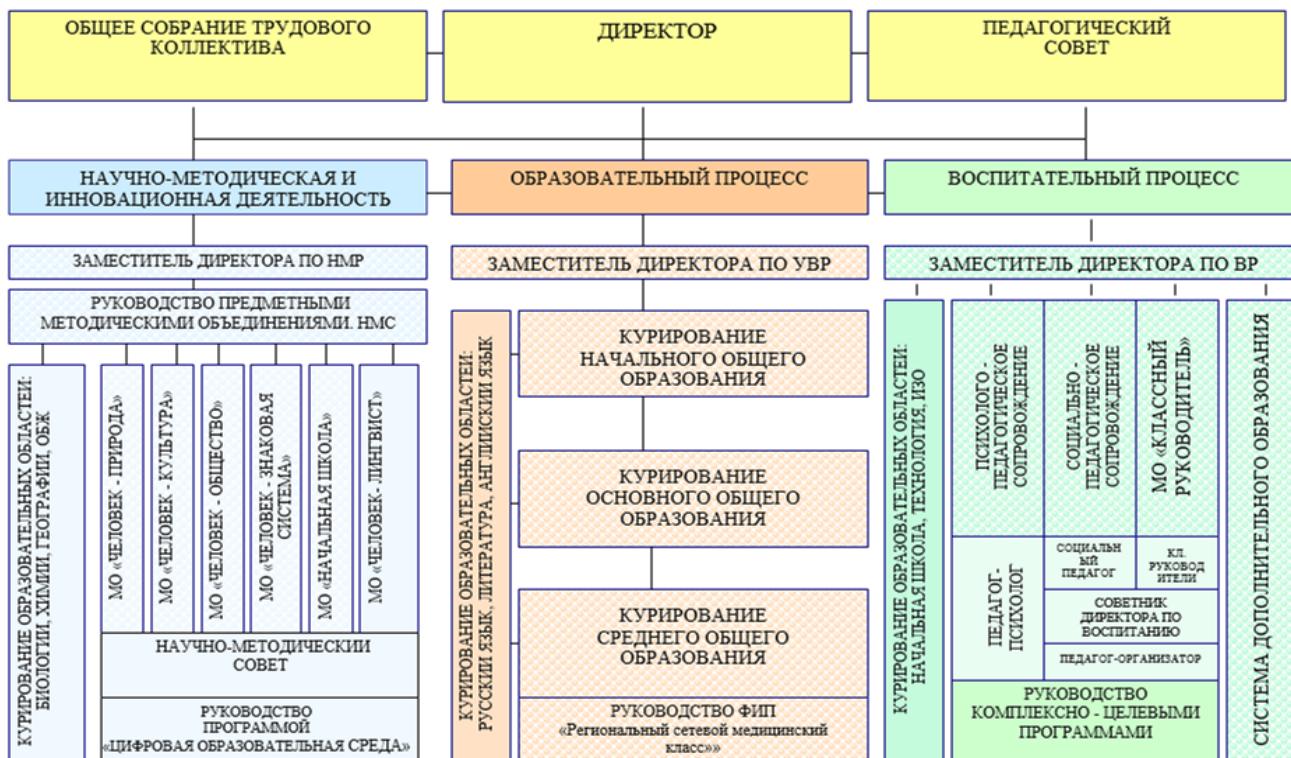 ОБЩЕЕ СОБРАНИЕ ТРУДОВОГО
КОЛЛЕКТИВА
ДИРЕКТОР
ПЕДАГОГИЧЕСКИЙ
СОВЕТ
НАУЧНО-МЕТОДИЧЕСКАЯ И
ИННОВАЦИОННАЯ ДЕЯТЕЛЬНОСТЬ
ОБРАЗОВАТЕЛЬНЫЙ ПРОЦЕСС
ВОСПИТАТЕЛЬНЫЙ ПРОЦЕСС
ЗАМЕСТИТЕЛЬ ДИРЕКТОРА ПО НМР
ЗАМЕСТИТЕЛЬ ДИРЕКТОРА ПО УВР
ЗАМЕСТИТЕЛЬ ДИРЕКТОРА ПО ВР
РУКОВОДСТВО ПРЕДМЕТНЫМИ
МЕТОДИЧЕСКИМИ ОБЪЕДИНЕНИЯМИ. НМС
КУРИРОВАНИЕ ОБРАЗОВАТЕЛЬНЫХ ОБЛАСТЕЙ:
БИОЛОГИИ, ХИМИИ, ГЕОГРАФИИ, ОБЖ
МО «ЧЕЛОВЕК - ПРИРОДА»
МО «ЧЕЛОВЕК - КУЛЬТУРА»
МО «ЧЕЛОВЕК - ОБЩЕСТВО»
МО «ЧЕЛОВЕК - ЗНАКОВАЯ
СИСТЕМА»
МО «НАЧАЛЬНАЯ ШКОЛА»
МО «ЧЕЛОВЕК- ЛИНГВИСТ»
НАУЧНО-МЕТОДИЧЕСКИЙ
СОВЕТ
РУКОВОДСТВО
ПРОГРАММОЙ
«ЦИФРОВАЯ ОБРАЗОВАТЕЛЬНАЯ СРЕДА»
КУРИРОВАНИЕ ОБРАЗОВАТЕЛЬНЫХ ОБЛАСТЕЙ:
РУССКИЙ ЯЗЫК, ЛИТЕРАТУРА, АНГЛИЙСКИЙ ЯЗЫК
КУРИРОВАНИЕ
НАЧАЛЬНОГО ОБЩЕГО
ОБРАЗОВАНИЯ
КУРИРОВАНИЕ
ОСНОВНОГО ОБЩЕГО
ОБРАЗОВАНИЯ
КУРИРОВАНИЕ
СРЕДНЕГО ОБЩЕГО
ОБРАЗОВАНИЯ
РУКОВОДСТВО ФИП
«Региональный сетевой медицинский
класс»»
КУРИРОВАНИЕ ОБРАЗОВАТЕЛЬНЫХ ОБЛАСТЕЙ:
НАЧАЛЬНАЯ ШКОЛА, ТЕХНОЛОГИЯ, ИЗО
ПСИХОЛОГО -
ПЕДАГОГИЧЕСКОЕ
СОПРОВОЖДЕНИЕ
СОЦИАЛЬНО -
ПЕДАГОГИЧЕСКОЕ
СОПРОВОЖДЕНИЕ
МО «КЛАССНЫЙ
РУКОВОДИТЕЛЬ»
ПЕДАГОГ-
ПСИХОЛОГ
СОЦИАЛЬН
ЫЙ
ПЕДАГОГ
КЛ.
РУКОВОД
ИТЕЛИ
СОВЕТНИК
ДИРЕКТОРА ПО
ВОСПИТАНИЮ
ПЕДАГОГ-ОРГАНИЗАТОР
РУКОВОДСТВО
КОМПЛЕКСНО - ЦЕЛЕВЫМИ
ПРОГРАММАМИ
СИСТЕМА ДОПОЛНИТЕЛЬНОГО ОБРАЗОВАНИЯ